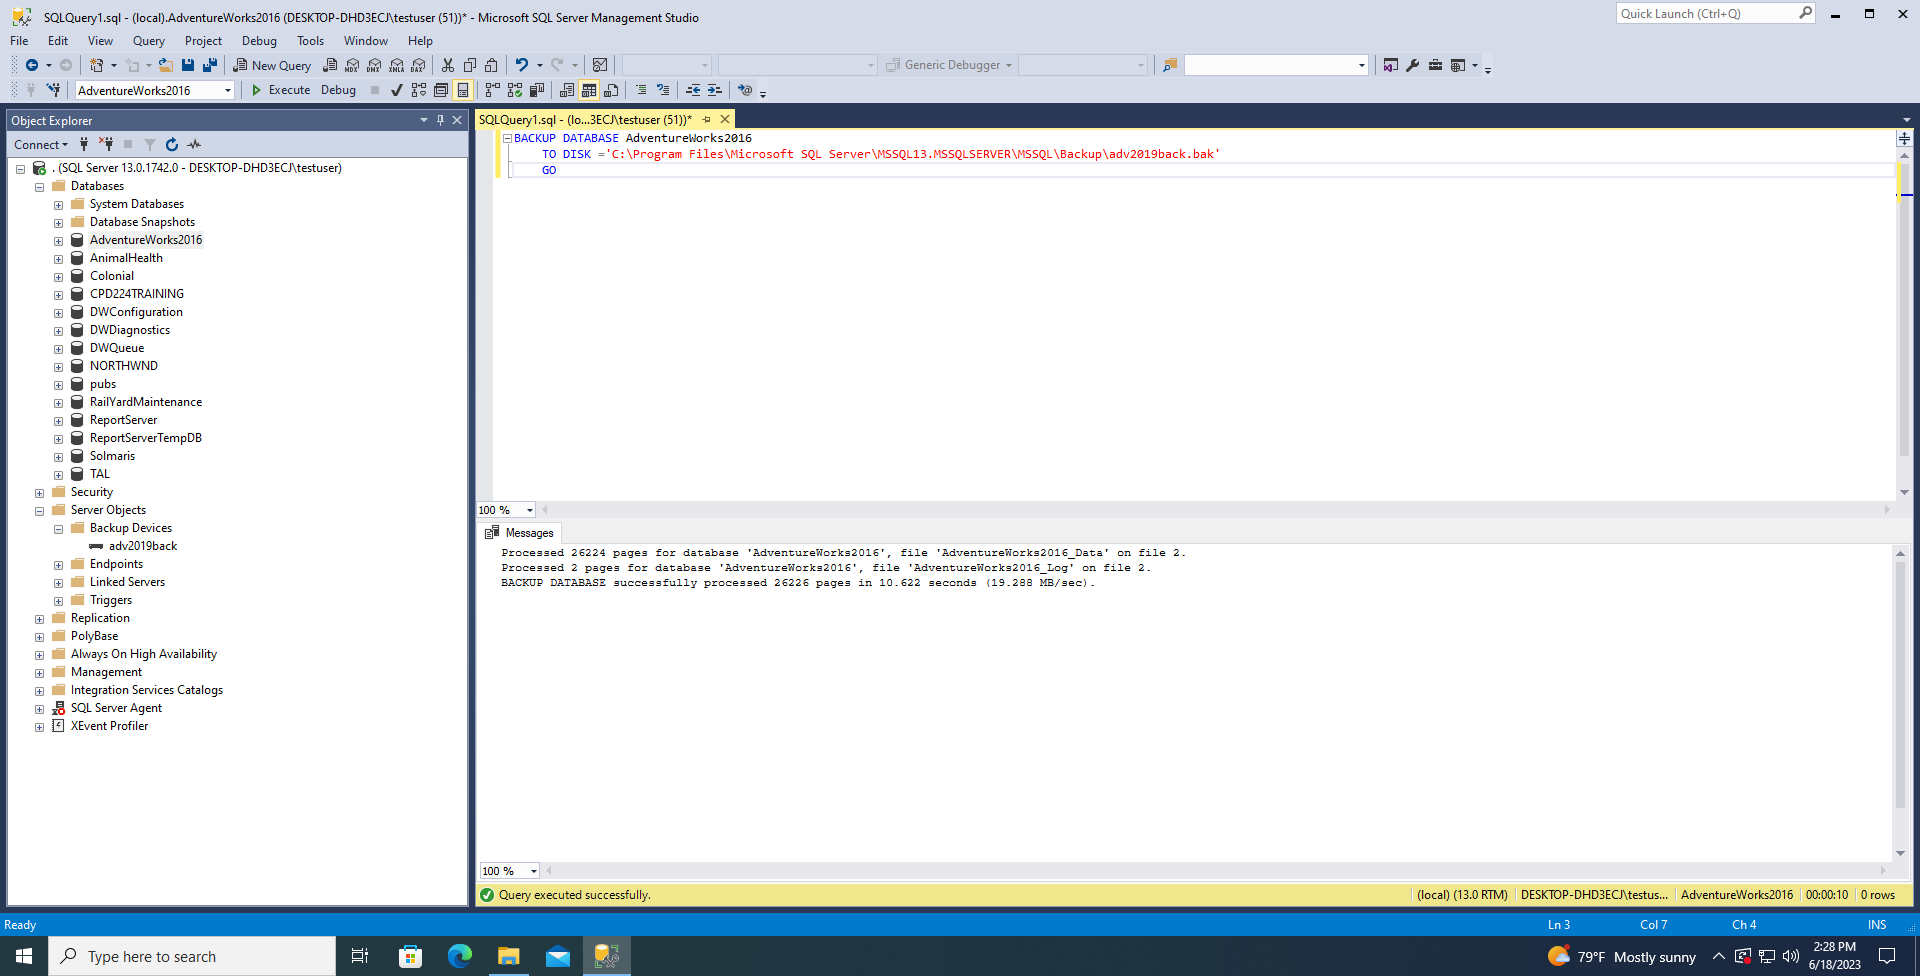 SQLQuery1.sql - (local).AdventureWorks2016 (DESKTOP-DHD3ECJ\testuser (51))* - Microsoft SQL Server Management Studio
Quick Launch (Ctrl+Q)
File Edit View Query Project Debug Tools Window Help
New Query
MDX DMX XMLA DAX
Generic Debugger
AdventureWorks2016
Execute Debug
Object Explorer
Connect
. (SQL Server 13.0.1742.0 - DESKTOP-DHD3ECJ\testuser)
Databases
System Databases
Database Snapshots
AdventureWorks2016
AnimalHealth
Colonial
CPD224TRAINING
DWConfiguration
DWDiagnostics
DWQueue
NORTHWND
pubs
RailYardMaintenance
ReportServer
ReportServerTempDB
Solmaris
TAL
Security
Server Objects
Backup Devices
adv2019back
Endpoints
Linked Servers
Triggers
Replication
PolyBase
Always On High Availability
Management
Integration Services Catalogs
SQL Server Agent
XEvent Profiler
SQLQuery1.sql - (lo...3ECJ\testuser (51))*
BACKUP DATABASE AdventureWorks2016
TO DISK ='C:\Program Files\Microsoft SQL Server\MSSQL13.MSSQLSERVER\MSSQL\Backup\adv2019back.bak'
GO
100 %
Messages
Processed 26224 pages for database 'AdventureWorks2016', file 'AdventureWorks2016_Data' on file 2.
Processed 2 pages for database 'AdventureWorks2016', file 'AdventureWorks2016_Log' on file 2.
BACKUP DATABASE successfully processed 26226 pages in 10.622 seconds (19.288 MB/sec).
100 %
Query executed successfully.
(local) (13.0 RTM) DESKTOP-DHD3ECJ\testus... AdventureWorks2016 00:00:10 0 rows
Ready
Ln 3 Col 7 Ch 4 INS
Type here to search
79°F Mostly sunny
2:28 PM
6/18/2023